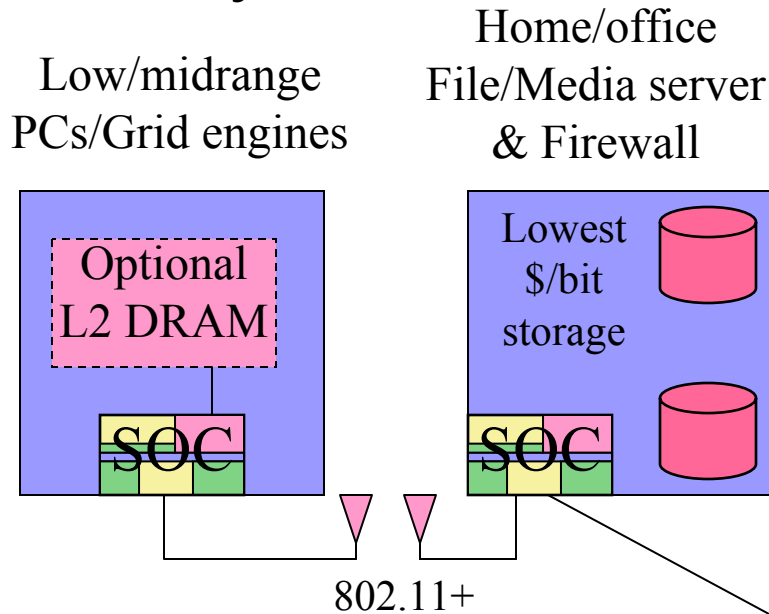 Low/midrange
PCs/Grid engines
Home/office
File/Media server
& Firewall
Optional
L2 DRAM
SOC
Lowest
$/bit
storage
SOC
802.11+